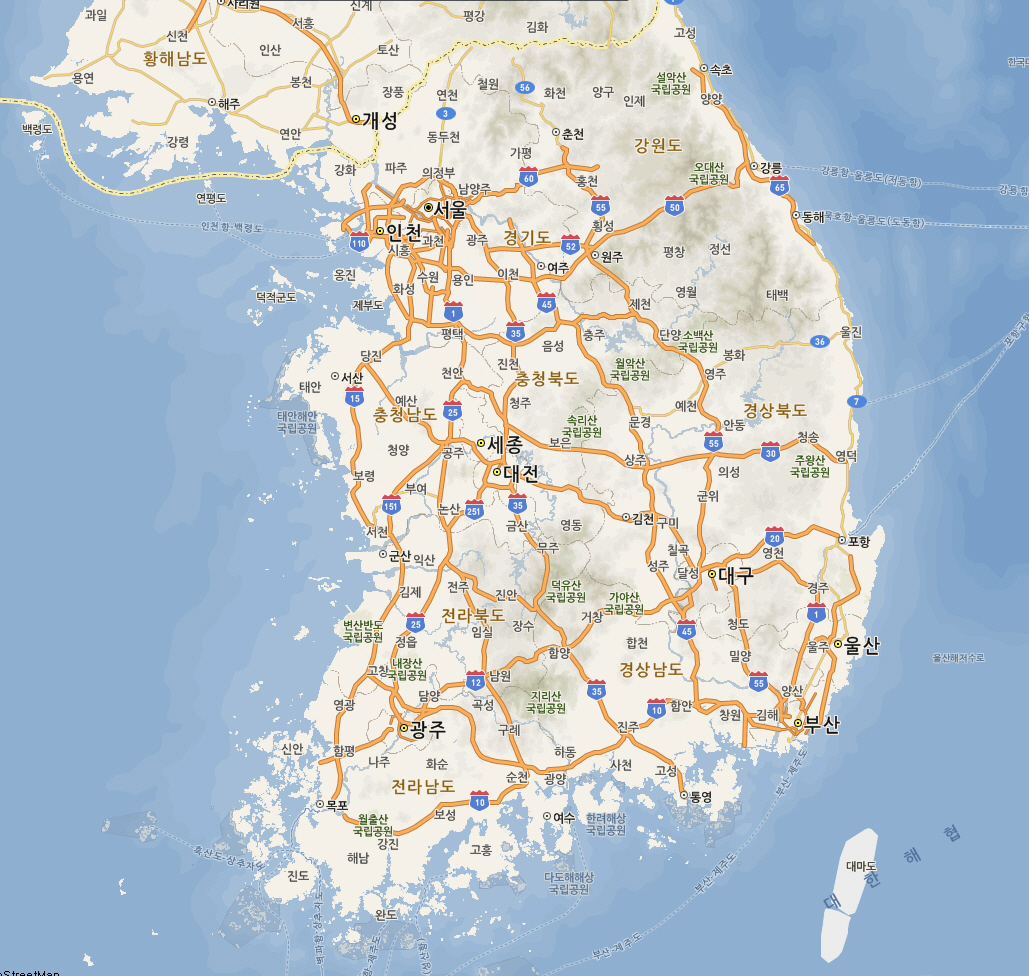 과일
사리원
신계
평강
김화
고성
신천
서흥
황해남도
인산
토산
용연
봉천
장풍
연천
철원
56
화천
양구
인제
설악산
국립공원
속초
양양
해주
개성
3
백령도
강령
연안
동두천
춘천
강원도
가평
파주
강화
의정부
60
홍천
오대산
국립공원
강릉
65
연평도
남양주
서울
55
50
동해
강릉항-울릉도(저동항)
묵호항-울릉도(도동항)
인천항-백령도
인천
110
시흥
과천
광주
경기도
52
횡성
원주
평창
정선
옹진
수원
용인
이천
여주
덕적군도
화성
제부도
45
제천
영월
태백
1
평택
35
음성
충주
단양
소백산
국립공원
36
울진
당진
천안
진천
월악산
국립공원
봉화
영주
서산
태안
15
충청북도
예산
충청남도
25
청주
태안해안
국립공원
속리산
국립공원
문경
예천
경상북도
안동
7
세종
청양
공주
보은
상주
55
30
청송
주왕산
국립공원
영덕
대전
보령
부여
의성
151
논산
251
35
군위
서천
금산
영동
김천
구미
군산
익산
무주
칠곡
20
영천
포항
성주
달성
대구
김제
전주
진안
덕유산
국립공원
가야산
국립공원
거창
경주
1
변산반도
국립공원
25
전라북도
정읍
임실
장수
45
청도
울주
울산
합천
함양
밀양
울산해저수로
고창
내장산
국립공원
12
남원
경상남도
35
55
양산
담양
지리산
국립공원
영광
곡성
10
함안
창원
김해
부산
광주
구례
진주
신안
함평
나주
화순
하동
사천
고성
순천
광양
전라남도
10
통영
목포
보성
여수
한려해상
국립공원
월출산
국립공원
강진
해남
고흥
진도
다도해해상
국립공원
완도
대마도
대 한 해 협
부산-제주도
부산-제주도
부산-제주도